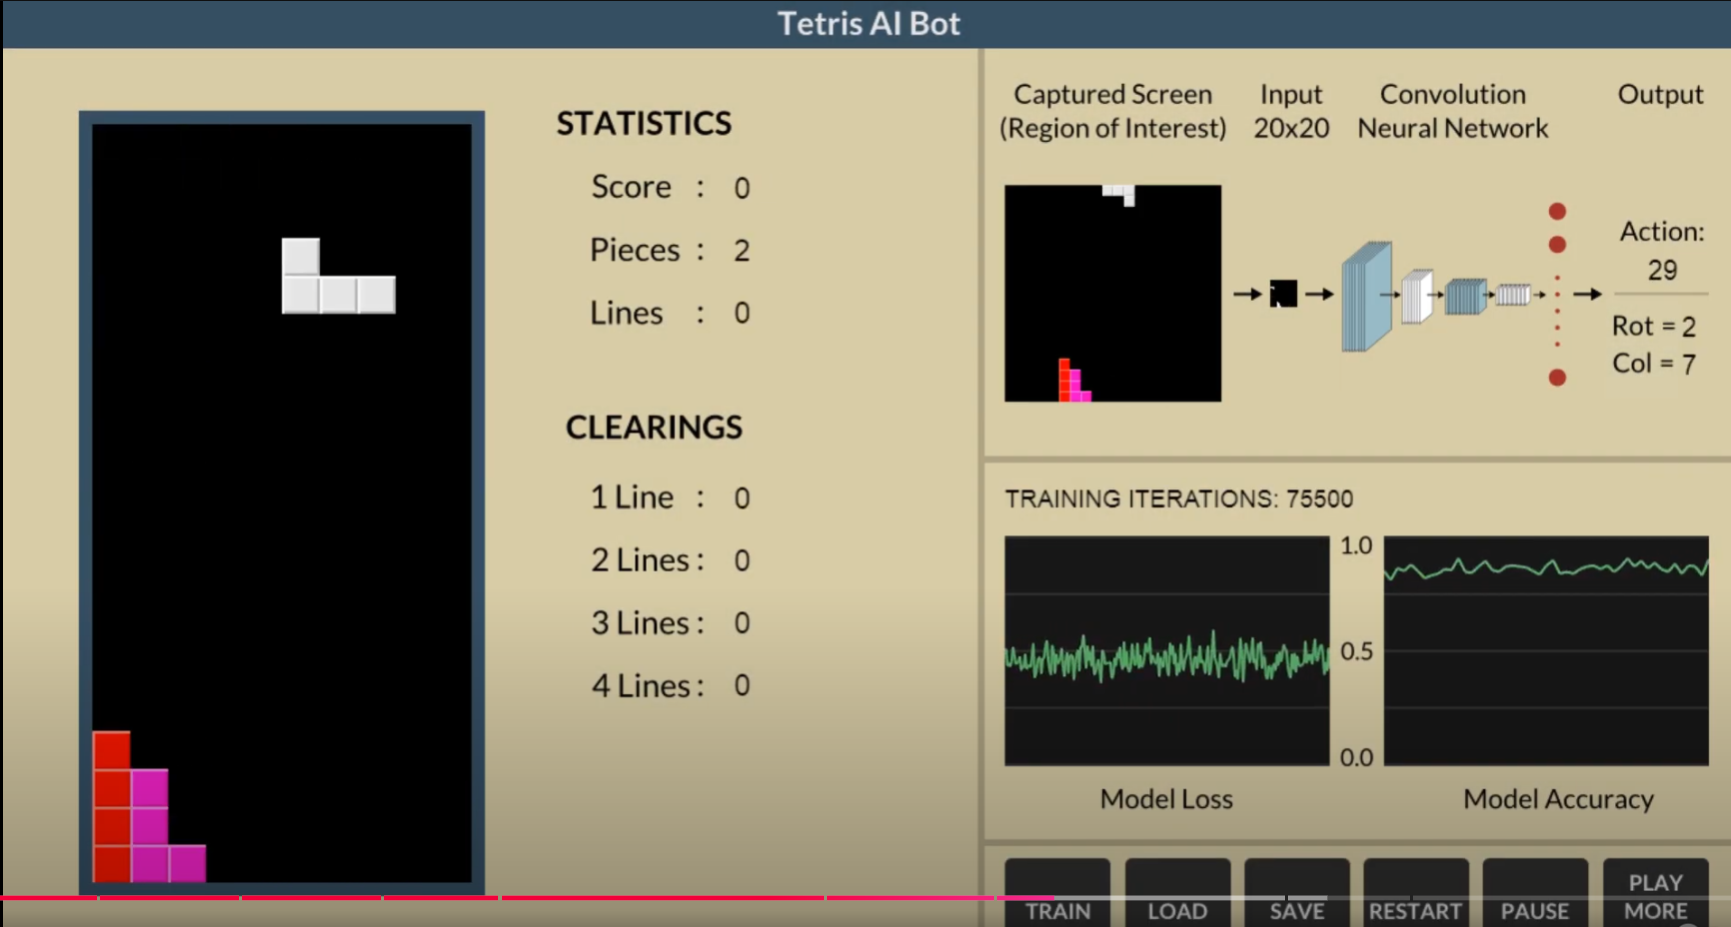 Tetris AI Bot
STATISTICS
Score : 0
Pieces : 2
Lines : 0
CLEARINGS
1 Line : 0
2 Lines : 0
3 Lines : 0
4 Lines : 0
Captured Screen
(Region of Interest)
Input
20x20
Convolution
Neural Network
Output
Action:
29
Rot = 2
Col = 7
TRAINING ITERATIONS: 75500
1.0
0.5
0.0
Model Loss
Model Accuracy
TRAIN
LOAD
SAVE
RESTART
PAUSE
PLAY
MORE